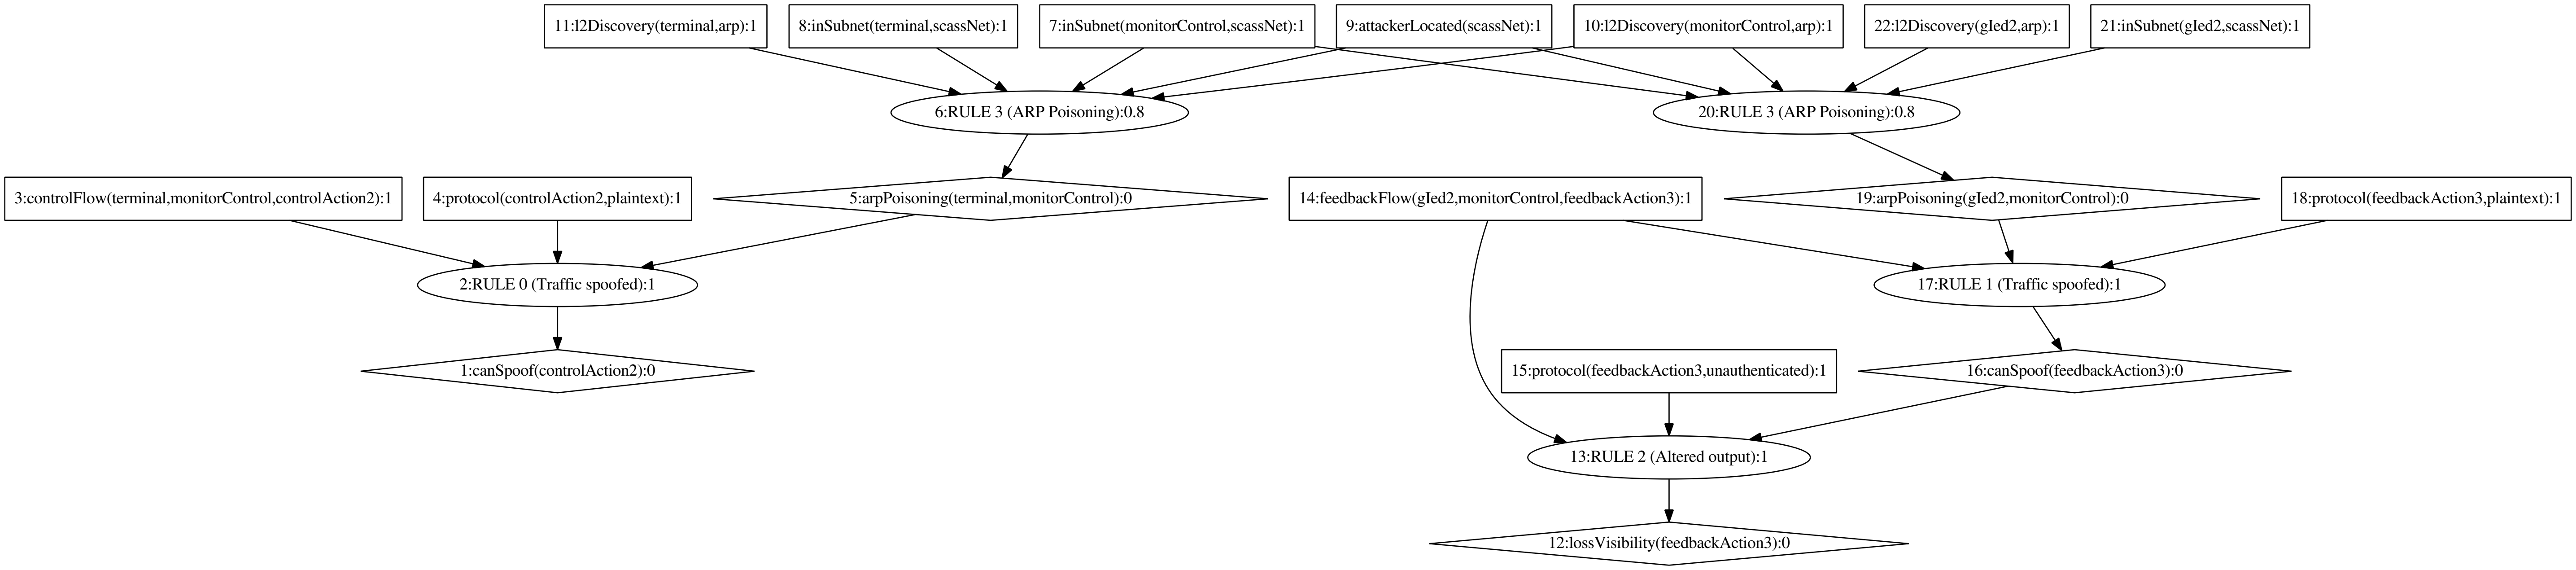 11:l2Discovery(terminal,arp):1
8:inSubnet(terminal,scassNet):1
7:inSubnet(monitorControl,scassNet):1
9:attackerLocated(scassNet):1
10:l2Discovery(monitorControl,arp):1
22:l2Discovery(gIed2,arp):1
21:inSubnet(gIed2,scassNet):1
6:RULE 3 (ARP Poisoning):0.8
20:RULE 3 (ARP Poisoning):0.8
3:controlFlow(terminal,monitorControl,controlAction2):1
4:protocol(controlAction2,plaintext):1
5:arpPoisoning(terminal,monitorControl):0
14:feedbackFlow(gIed2,monitorControl,feedbackAction3):1
19:arpPoisoning(gIed2,monitorControl):0
18:protocol(feedbackAction3,plaintext):1
2:RULE 0 (Traffic spoofed):1
17:RULE 1 (Traffic spoofed):1
1:canSpoof(controlAction2):0
15:protocol(feedbackAction3,unauthenticated):1
16:canSpoof(feedbackAction3):0
13:RULE 2 (Altered output):1
12:lossVisibility(feedbackAction3):0